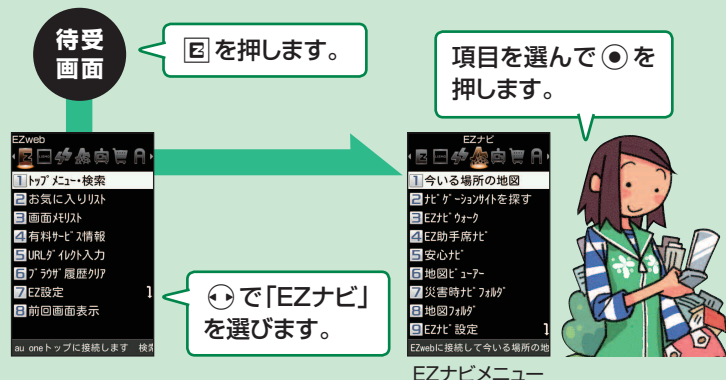 待受
画面
Eを押します。
項目を選んで◉を
押します。
EZweb
1 トップメニュー・検索
2 お気に入りリスト
3 画面メモリスト
4 有料サービス情報
5 URLダイレクト入力
6 ブラウザ履歴クリア
7 EZ設定
8 前回画面表示
au oneトップに接続します 検索
で「EZナビ」
を選びます。
EZナビ
1 今いる場所の地図
2 ナビゲーションサイトを探す
3 EZナビウォーク
4 EZ助手席ナビ
5 安心ナビ
6 地図ビューアー
7 災害時ナビフォルダ
8 地図フォルダ
9 EZナビ設定
EZwebに接続して今いる場所の地
EZナビメニュー